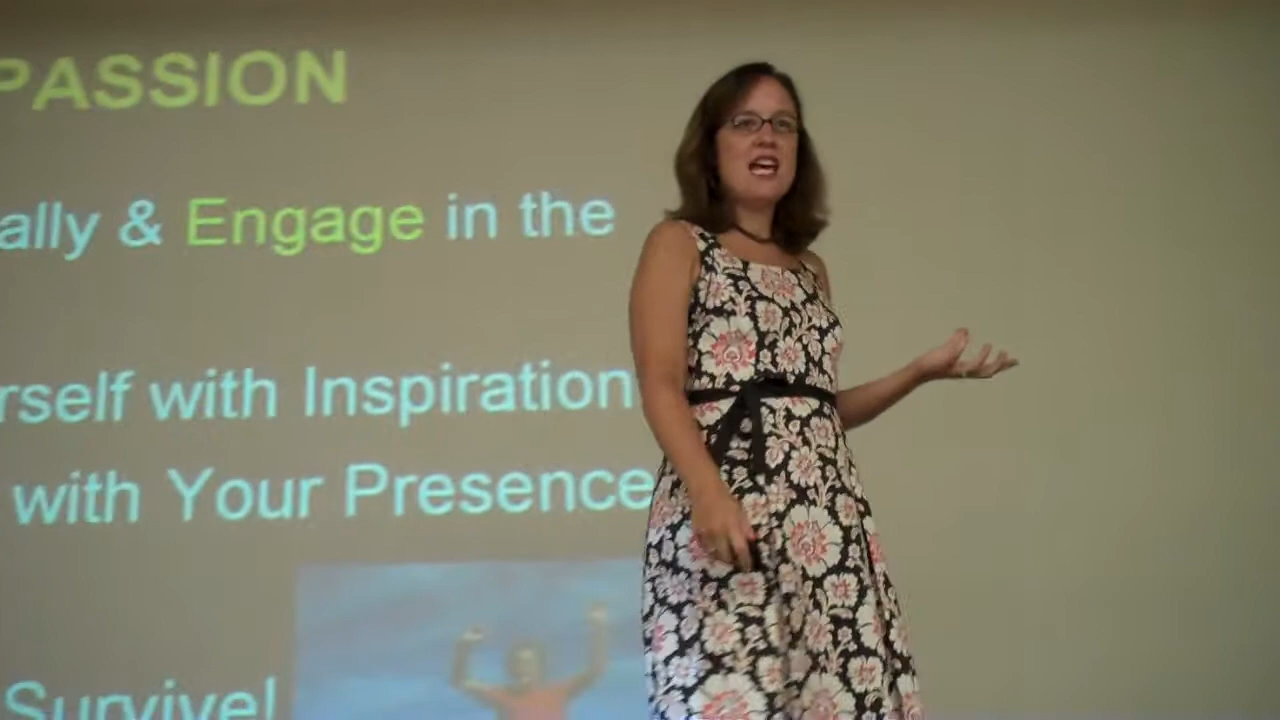 PASSION
ally & Engage in the
rself with Inspiration
with Your Presence
Survive!